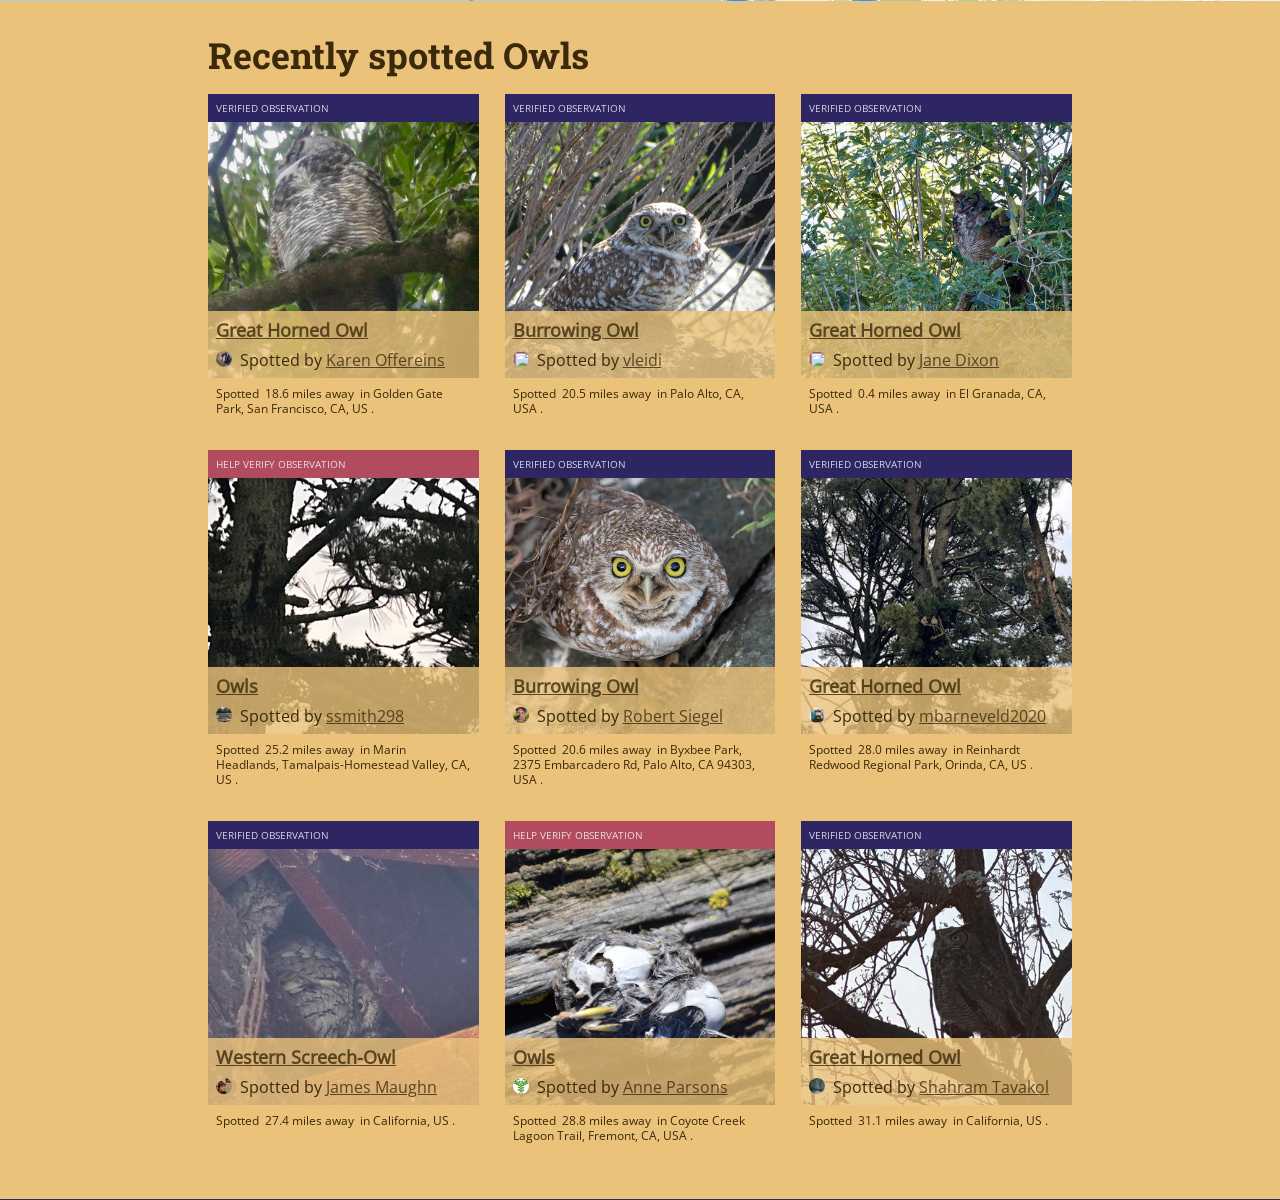 Recently spotted Owls
VERIFIED OBSERVATION
Great Horned Owl
Spotted by Karen Offereins
Spotted 18.6 miles away in Golden Gate
Park, San Francisco, CA, US .
VERIFIED OBSERVATION
Burrowing Owl
Spotted by vleidi
Spotted 20.5 miles away in Palo Alto, CA,
USA .
VERIFIED OBSERVATION
Great Horned Owl
Spotted by Jane Dixon
Spotted 0.4 miles away in El Granada, CA,
USA .
HELP VERIFY OBSERVATION
Owls
Spotted by ssmith298
Spotted 25.2 miles away in Marin
Headlands, Tamalpais-Homestead Valley, CA,
US .
VERIFIED OBSERVATION
Burrowing Owl
Spotted by Robert Siegel
Spotted 20.6 miles away in Byxbee Park,
2375 Embarcadero Rd, Palo Alto, CA 94303,
USA .
VERIFIED OBSERVATION
Great Horned Owl
Spotted by mbarneveld2020
Spotted 28.0 miles away in Reinhardt
Redwood Regional Park, Orinda, CA, US .
VERIFIED OBSERVATION
Western Screech-Owl
Spotted by James Maughn
Spotted 27.4 miles away in California, US .
HELP VERIFY OBSERVATION
Owls
Spotted by Anne Parsons
Spotted 28.8 miles away in Coyote Creek
Lagoon Trail, Fremont, CA, USA .
VERIFIED OBSERVATION
Great Horned Owl
Spotted by Shahram Tavakol
Spotted 31.1 miles away in California, US .